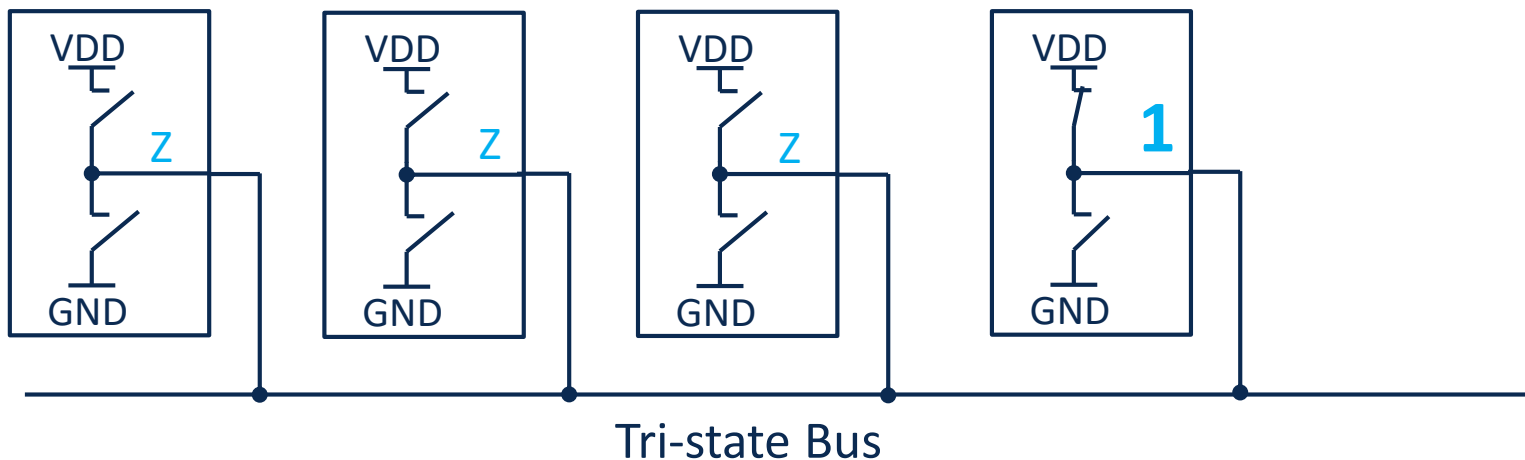 VDD VDD VDD VDD
Z Z Z 1
GND GND GND GND
Tri-state Bus